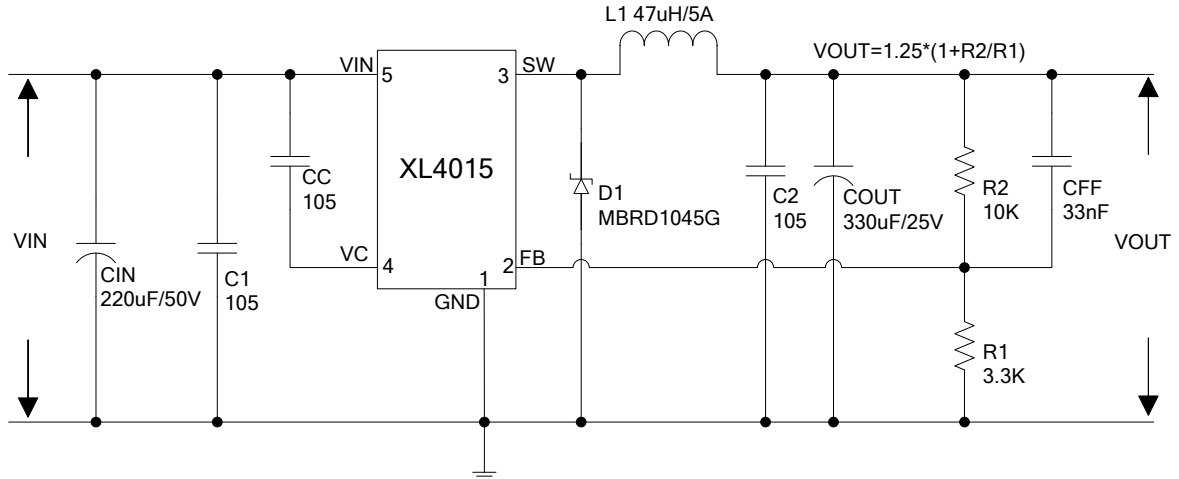 L1 47uH/5A
VOUT=1.25*(1+R2/R1)
VIN
5
3
SW
XL4015
CC
105
D1
MBRD1045G
C2
105
COUT
330uF/25V
R2
10K
CFF
33nF
VIN
VOUT
CIN
220uF/50V
C1
105
VC
4
2
FB
1
GND
R1
3.3K